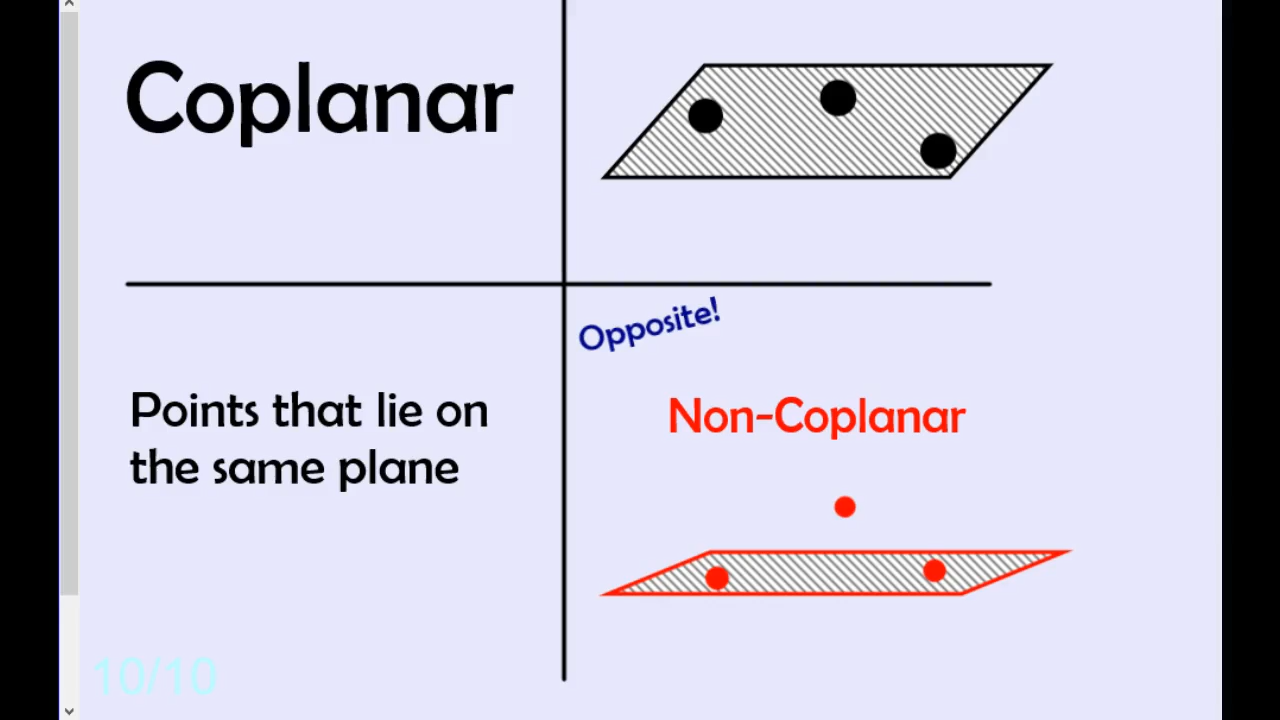 Coplanar
Opposite!
Points that lie on
the same plane
Non-Coplanar
10/10